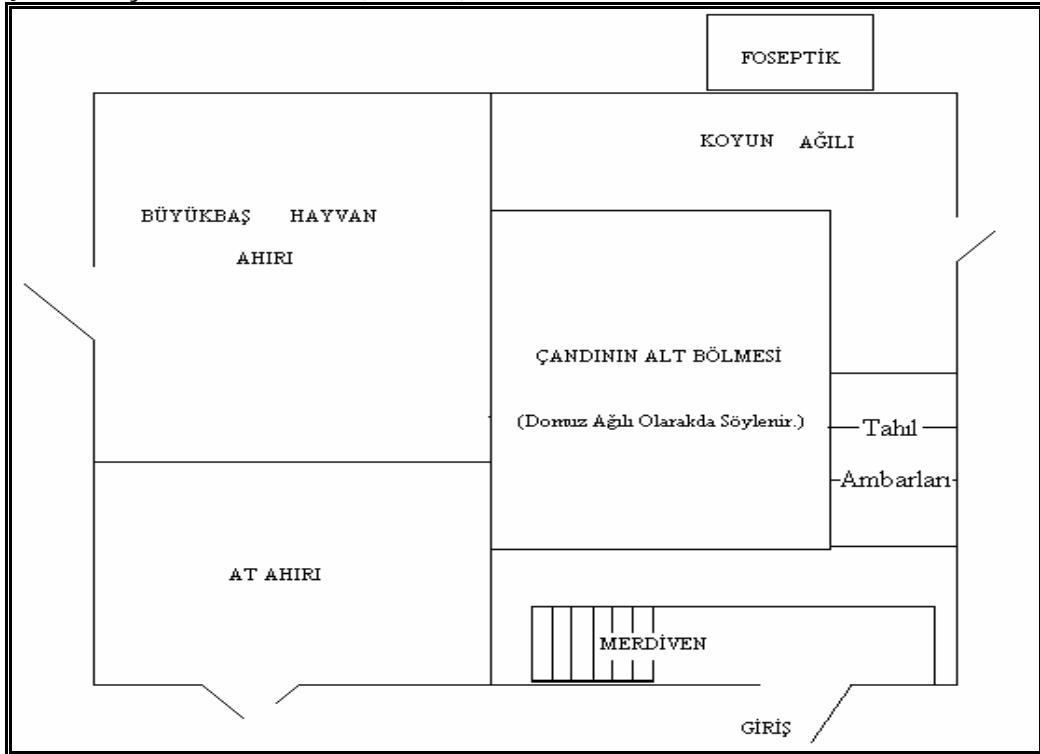 FOSEPTİK
KOYUN AĞILI
BÜYÜKBAŞ HAYVAN
AHIRI
ÇANDININ ALT BÖLMESİ
(Domuz Ağılı Olarakda Söylenir.)
Tahıl
Ambarları
AT AHIRI
MERDİVEN
GİRİŞ